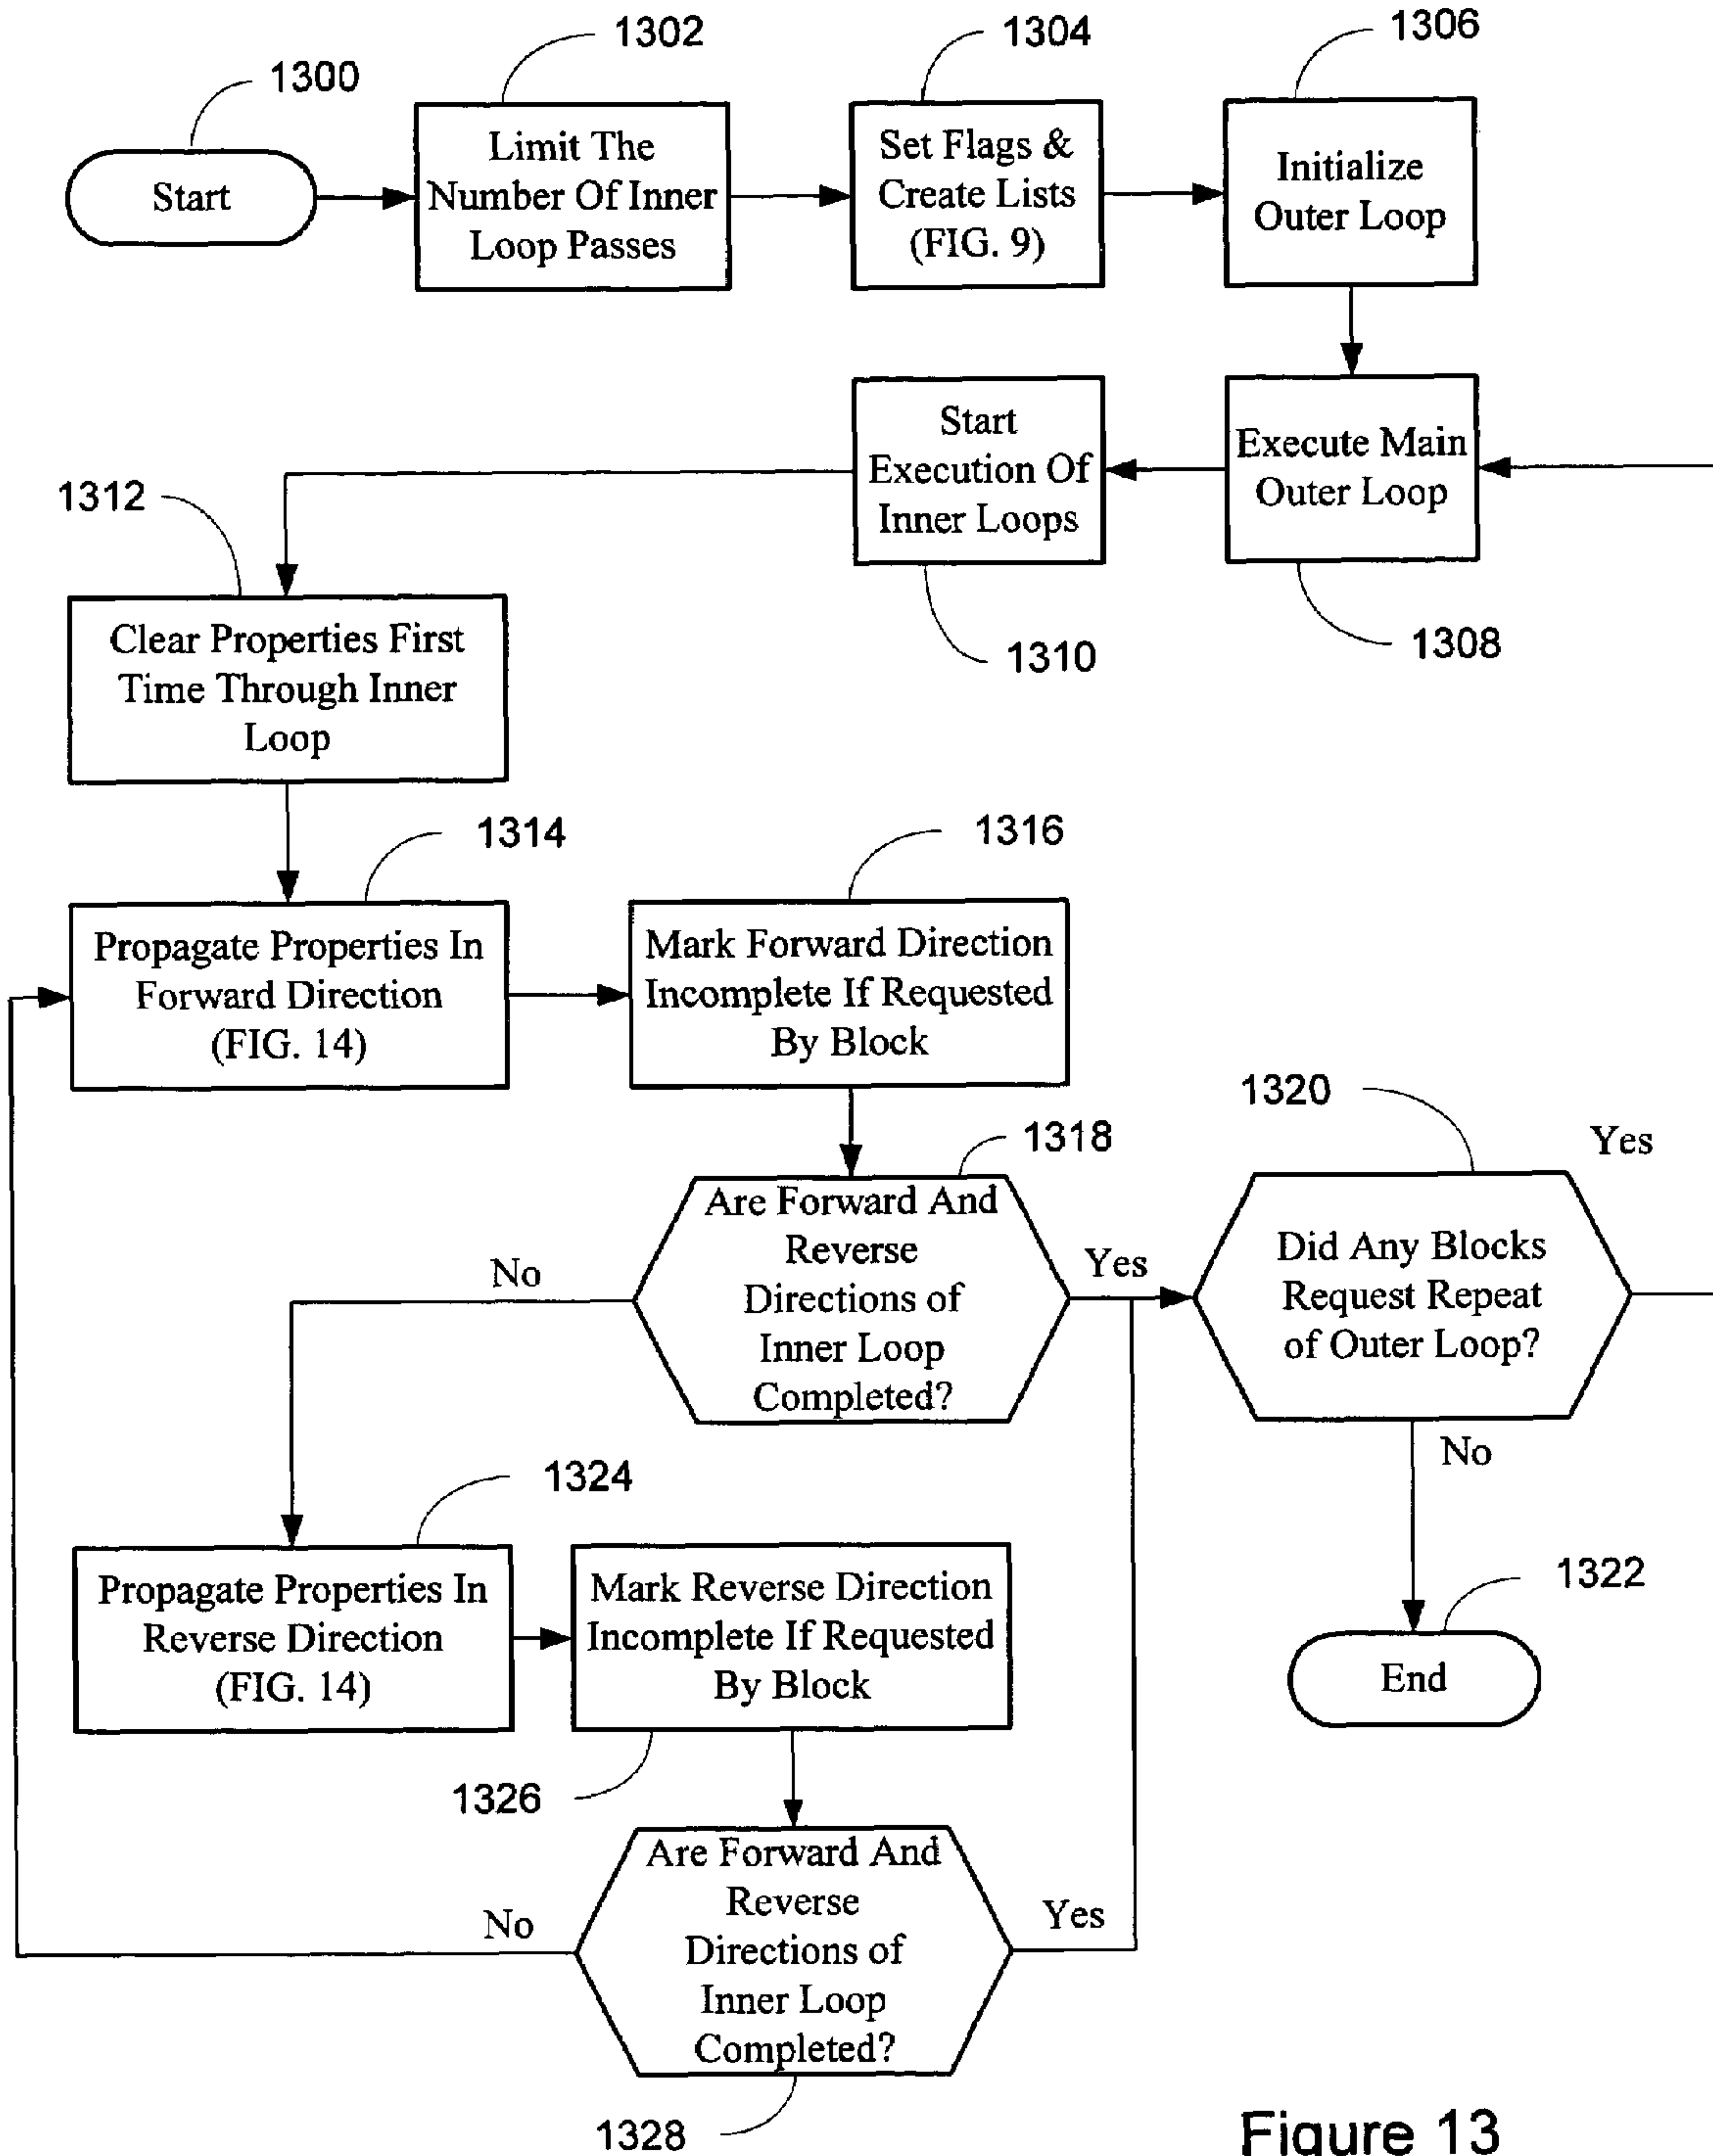 1302
1304
1306
1300
Start
Limit The
Number Of Inner
Loop Passes
Set Flags &
Create Lists
(FIG. 9)
Initialize
Outer Loop
Start
Execution Of
Inner Loops
Execute Main
Outer Loop
1312
1310
1308
Clear Properties First
Time Through Inner
Loop
1314
1316
Propagate Properties In
Forward Direction
(FIG. 14)
Mark Forward Direction
Incomplete If Requested
By Block
1320
1318
Yes
Are Forward And
Reverse
Directions of
Inner Loop
Completed?
No
Yes
Did Any Blocks
Request Repeat
of Outer Loop?
No
1324
1322
Propagate Properties In
Reverse Direction
(FIG. 14)
Mark Reverse Direction
Incomplete If Requested
By Block
End
1326
Are Forward And
Reverse
Directions of
Inner Loop
Completed?
No
Yes
1328
Figure 13